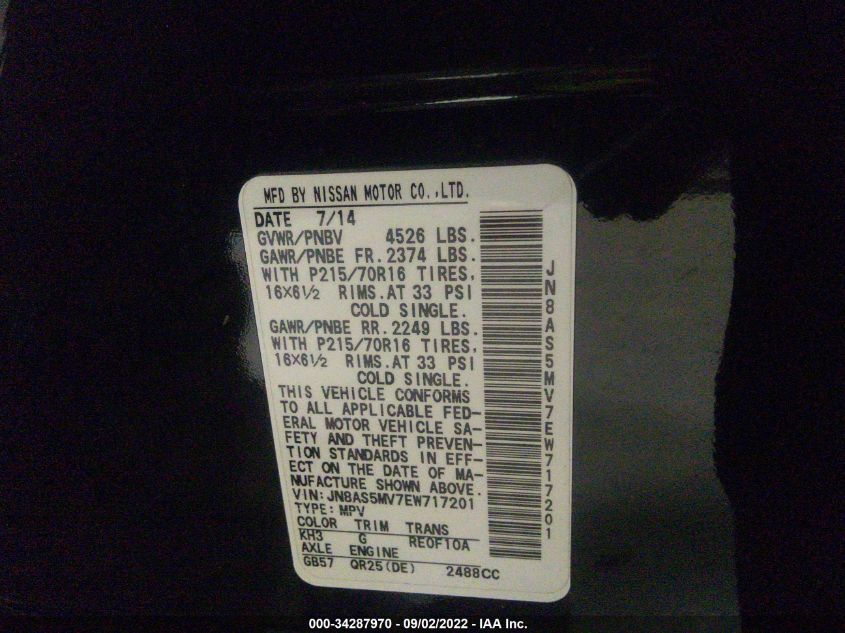 MFD BY NISSAN MOTOR CO.,LTD.
DATE 7/14
GVWR/PNBV 4526 LBS.
GAWR/PNBE FR. 2374 LBS.
WITH P215/70R16 TIRES,
16X6½ RIMS.AT 33 PSI
COLD SINGLE.
GAWR/PNBE RR. 2249 LBS.
WITH P215/70R16 TIRES,
16X6½ RIMS.AT 33 PSI
COLD SINGLE.
THIS VEHICLE CONFORMS
TO ALL APPLICABLE FED-
ERAL MOTOR VEHICLE SA-
FETY AND THEFT PREVEN-
TION STANDARDS IN EFF-
ECT ON THE DATE OF MA-
NUFACTURE SHOWN ABOVE.
VIN: JN8AS5MV7EW717201
TYPE: MPV
COLOR TRIM TRANS
KH3 G RE0F10A
AXLE ENGINE
GB57 QR25(DE) 2488CC
JN8AS5MV7EW717201
000-34287970 - 09/02/2022 - IAA Inc.